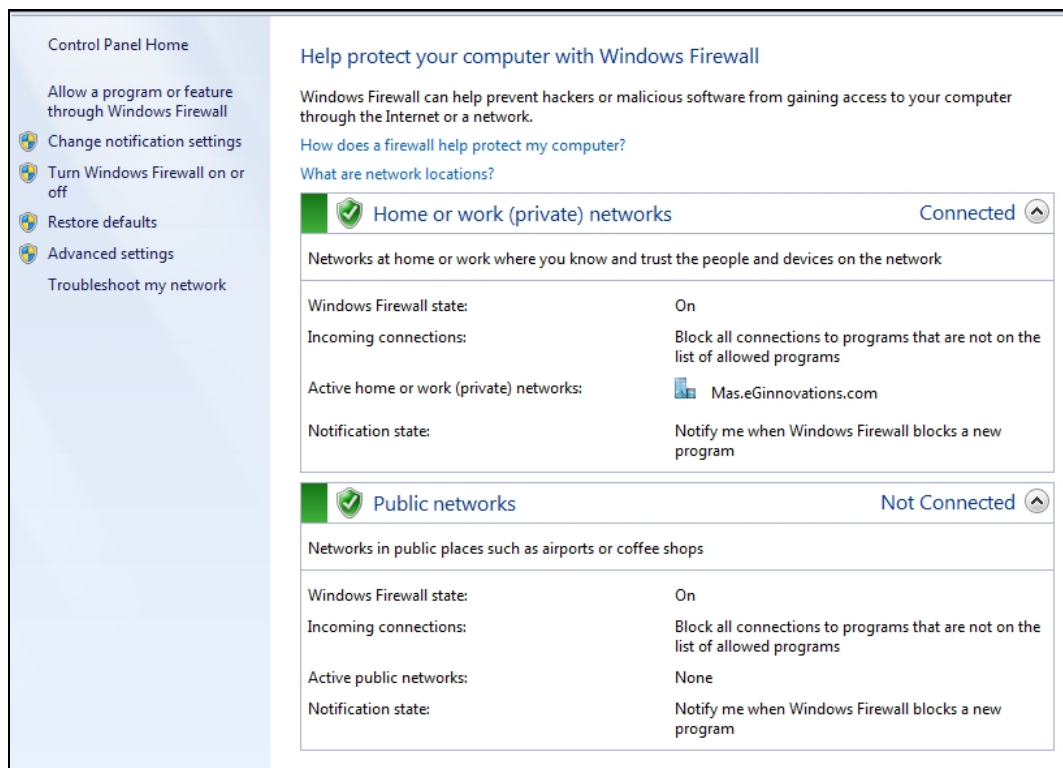 Control Panel Home
Allow a program or feature
through Windows Firewall
Change notification settings
Turn Windows Firewall on or
off
Restore defaults
Advanced settings
Troubleshoot my network
Help protect your computer with Windows Firewall
Windows Firewall can help prevent hackers or malicious software from gaining access to your computer
through the Internet or a network.
How does a firewall help protect my computer?
What are network locations?
Home or work (private) networks Connected
Networks at home or work where you know and trust the people and devices on the network
Windows Firewall state: On
Incoming connections: Block all connections to programs that are not on the
list of allowed programs
Active home or work (private) networks: Mas.eGinnovations.com
Notification state: Notify me when Windows Firewall blocks a new
program
Public networks Not Connected
Networks in public places such as airports or coffee shops
Windows Firewall state: On
Incoming connections: Block all connections to programs that are not on the
list of allowed programs
Active public networks: None
Notification state: Notify me when Windows Firewall blocks a new
program